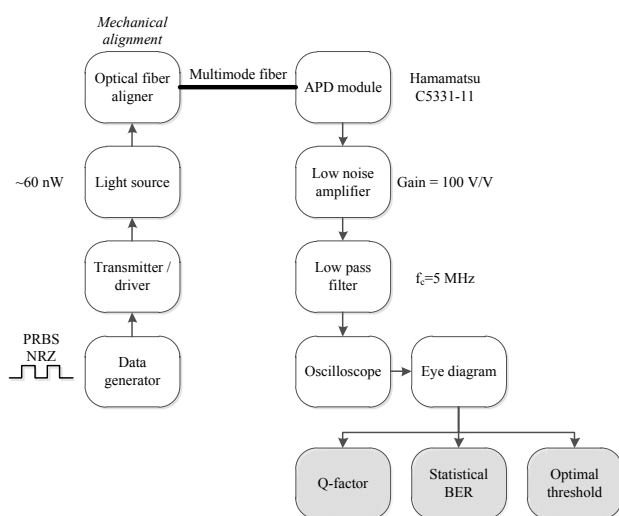 Mechanical
alignment
Optical fiber
aligner
Multimode fiber
APD module
Hamamatsu
C5331-11
~60 nW
Light source
Low noise
amplifier
Gain = 100 V/V
Transmitter /
driver
Low pass
filter
fc=5 MHz
PRBS
NRZ
Data
generator
Oscilloscope
Eye diagram
Q-factor
Statistical
BER
Optimal
threshold